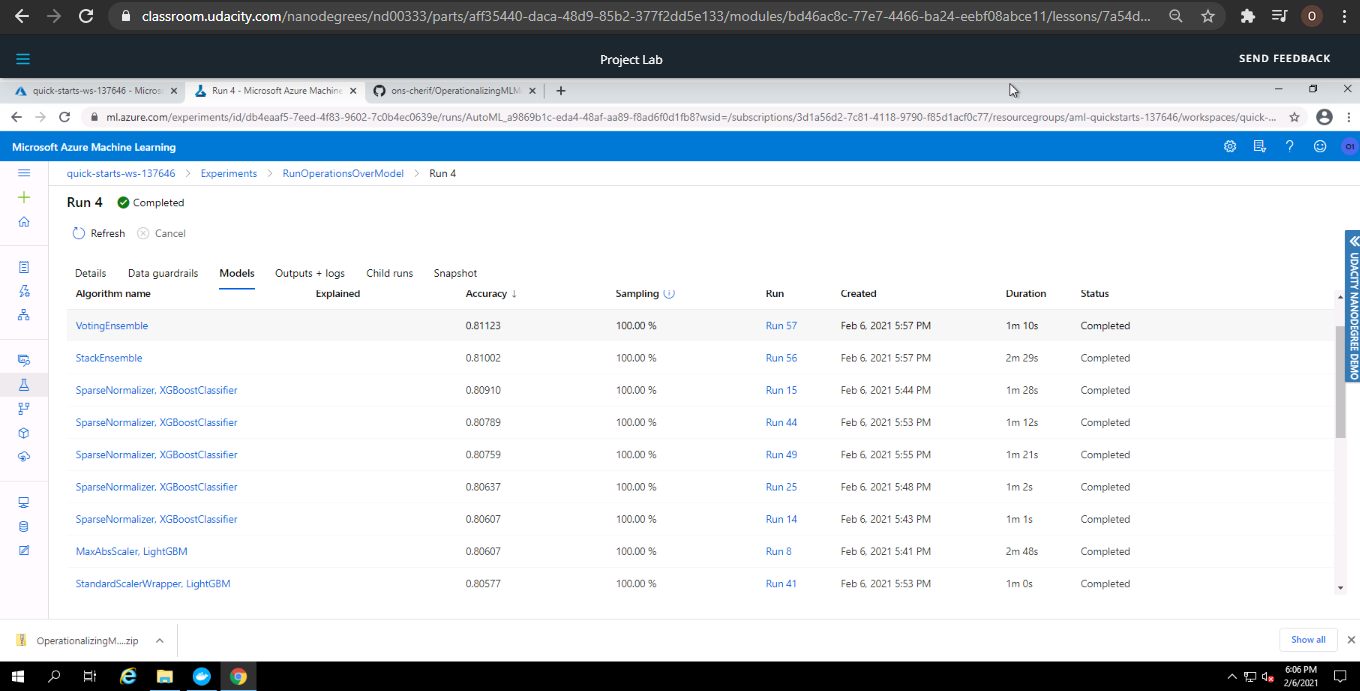 classroom.udacity.com/nanodegrees/nd00333/parts/aff35440-daca-48d9-85b2-377f2dd5e133/modules/bd46ac8c-77e7-4466-ba24-eebf08abce11/lessons/7a54d... O
Project Lab SEND FEEDBACK
quick-starts-ws-137646 - Micros Run 4 - Microsoft Azure Machine ons-cherif/OperationalizingMLM
ml.azure.com/experiments/id/db4eaaf5-7eed-4f83-9602-7c0b4ec0639e/runs/AutoML_a9869b1c-eda4-48af-aa89-f8ad6f0d1fb8?wsid=/subscriptions/3d1a56d2-7c81-4118-9790-f85d1acf0c77/resourcegroups/aml-quickstarts-137646/workspaces/quick-...
Microsoft Azure Machine Learning OI
quick-starts-ws-137646 > Experiments > RunOperationsOverModel > Run 4
Run 4 Completed
Refresh Cancel
Details Data guardrails Models Outputs + logs Child runs Snapshot
Algorithm name Explained Accuracy ↓ Sampling Run Created Duration Status
VotingEnsemble 0.81123 100.00 % Run 57 Feb 6, 2021 5:57 PM 1m 10s Completed
StackEnsemble 0.81002 100.00 % Run 56 Feb 6, 2021 5:57 PM 2m 29s Completed
SparseNormalizer, XGBoostClassifier 0.80910 100.00 % Run 15 Feb 6, 2021 5:44 PM 1m 28s Completed
SparseNormalizer, XGBoostClassifier 0.80789 100.00 % Run 44 Feb 6, 2021 5:53 PM 1m 12s Completed
SparseNormalizer, XGBoostClassifier 0.80759 100.00 % Run 49 Feb 6, 2021 5:55 PM 1m 21s Completed
SparseNormalizer, XGBoostClassifier 0.80637 100.00 % Run 25 Feb 6, 2021 5:48 PM 1m 2s Completed
SparseNormalizer, XGBoostClassifier 0.80607 100.00 % Run 14 Feb 6, 2021 5:43 PM 1m 1s Completed
MaxAbsScaler, LightGBM 0.80607 100.00 % Run 8 Feb 6, 2021 5:41 PM 2m 48s Completed
StandardScalerWrapper, LightGBM 0.80577 100.00 % Run 41 Feb 6, 2021 5:53 PM 1m 0s Completed
UDACITY NANODEGREE DEMO
OperationalizingM....zip Show all
6:06 PM
2/6/2021